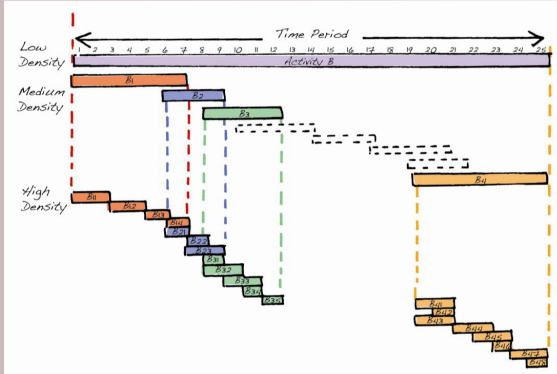 Time Period
Low Density
1 2 3 4 5 6 7 8 9 10 11 12 13 14 15 16 17 18 19 20 21 22 23 24 25
Activity B
Medium Density
B1
B2
B3
B4
High Density
B11
B12
B13
B14
B21
B22
B23
B31
B32
B33
B34
B35
B41
B42
B43
B44
B45
B46
B47
B48